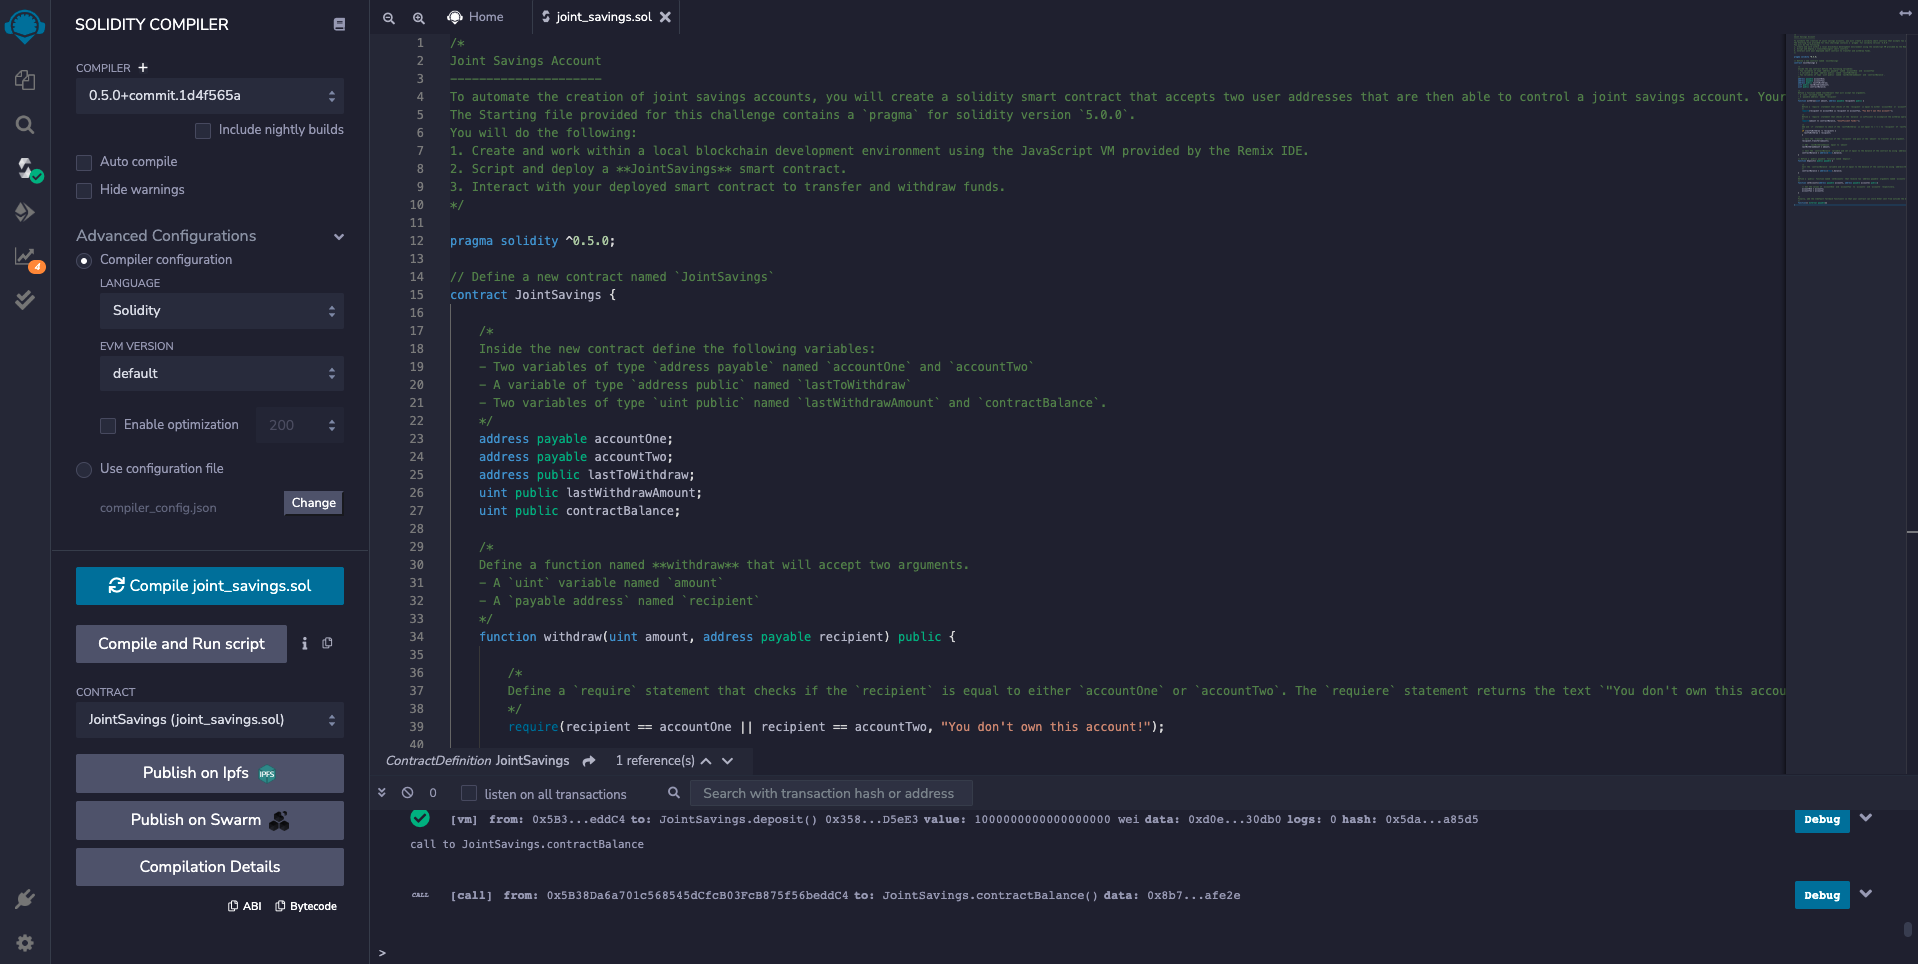 SOLIDITY COMPILER
COMPILER +
0.5.0+commit.1d4f565a
Include nightly builds
Auto compile
Hide warnings
Advanced Configurations
Compiler configuration
LANGUAGE
Solidity
EVM VERSION
default
Enable optimization 200
Use configuration file
compiler_config.json Change
Compile joint_savings.sol
Compile and Run script i
CONTRACT
JointSavings (joint_savings.sol)
Publish on Ipfs IPFS
Publish on Swarm
Compilation Details
ABI Bytecode
4
Home joint_savings.sol
1 /*
2 Joint Savings Account
3 ---------------------
4 To automate the creation of joint savings accounts, you will create a solidity smart contract that accepts two user addresses that are then able to control a joint savings account. Your
5 The Starting file provided for this challenge contains a `pragma` for solidity version `5.0.0`.
6 You will do the following:
7 1. Create and work within a local blockchain development environment using the JavaScript VM provided by the Remix IDE.
8 2. Script and deploy a **JointSavings** smart contract.
9 3. Interact with your deployed smart contract to transfer and withdraw funds.
10 */
11
12 pragma solidity ^0.5.0;
13
14 // Define a new contract named `JointSavings`
15 contract JointSavings {
16
17 /*
18 Inside the new contract define the following variables:
19 - Two variables of type `address payable` named `accountOne` and `accountTwo`
20 - A variable of type `address public` named `lastToWithdraw`
21 - Two variables of type `uint public` named `lastWithdrawAmount` and `contractBalance`.
22 */
23 address payable accountOne;
24 address payable accountTwo;
25 address public lastToWithdraw;
26 uint public lastWithdrawAmount;
27 uint public contractBalance;
28
29 /*
30 Define a function named **withdraw** that will accept two arguments.
31 - A `uint` variable named `amount`
32 - A `payable address` named `recipient`
33 */
34 function withdraw(uint amount, address payable recipient) public {
35
36 /*
37 Define a `require` statement that checks if the `recipient` is equal to either `accountOne` or `accountTwo`. The `requiere` statement returns the text `"You don't own this accou
38 */
39 require(recipient == accountOne || recipient == accountTwo, "You don't own this account!");
40
ContractDefinition JointSavings 1 reference(s)
0 listen on all transactions Search with transaction hash or address
[vm] from: 0x5B3...eddC4 to: JointSavings.deposit() 0x358...D5eE3 value: 1000000000000000000 wei data: 0xd0e...30db0 logs: 0 hash: 0x5da...a85d5 Debug
call to JointSavings.contractBalance
CALL [call] from: 0x5B38Da6a701c568545dCfcB03FcB875f56beddC4 to: JointSavings.contractBalance() data: 0x8b7...afe2e Debug
>